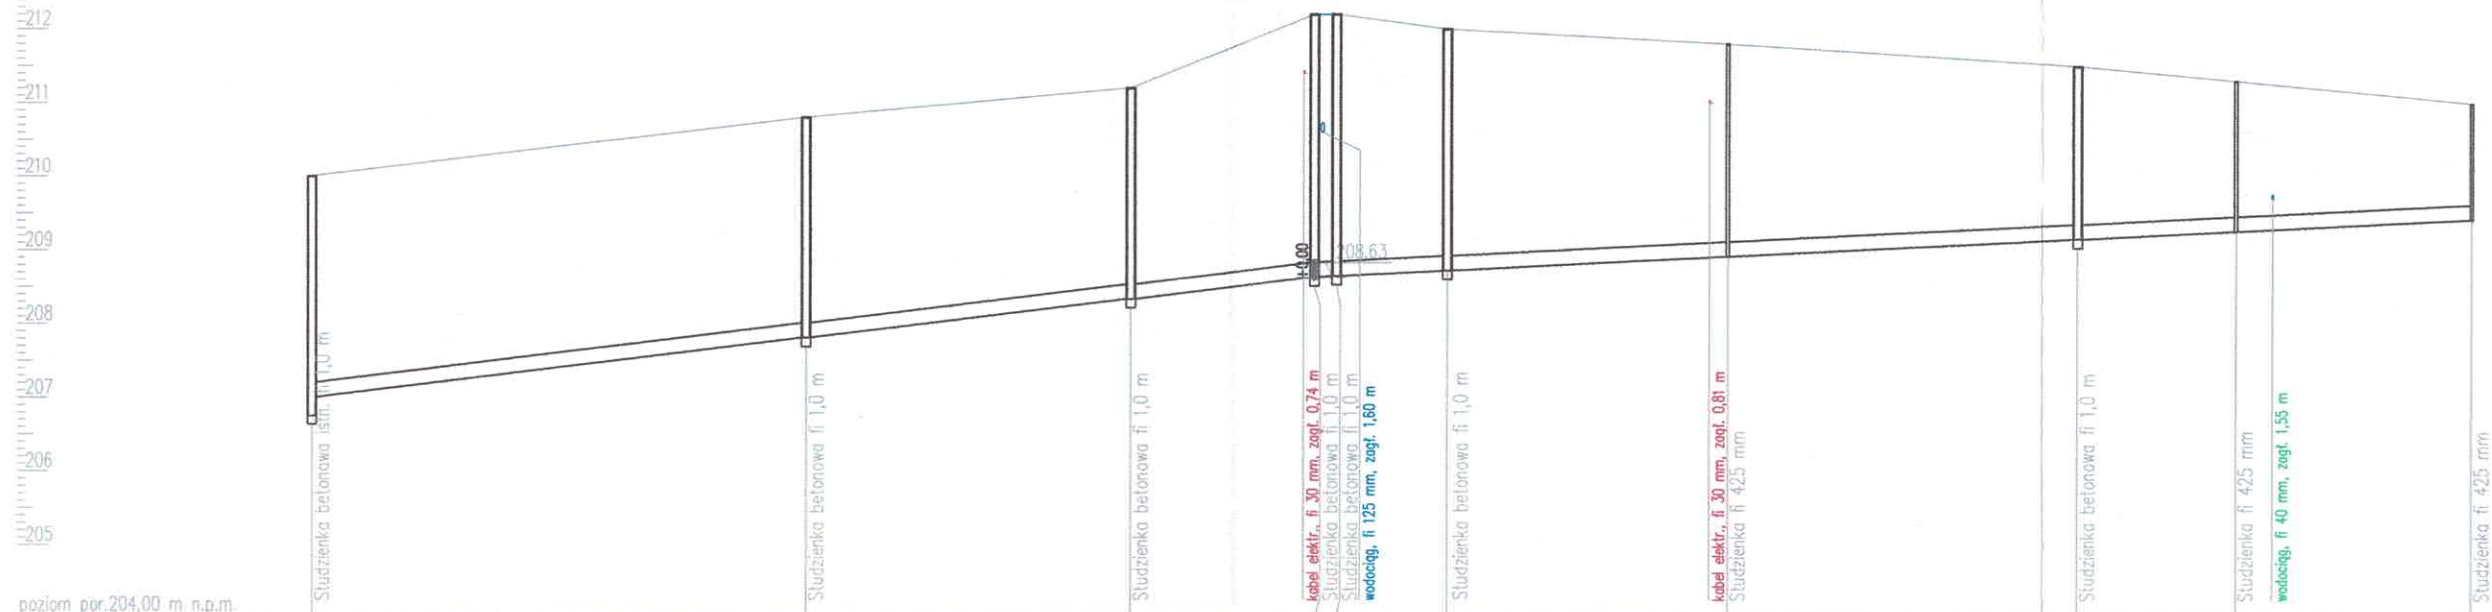 212
211
210
209
208
207
206
205
poziom por.204,00 m n.p.m.
Studzienka betonowa istn. fi 1,0 m
Studzienka betonowa fi 1,0 m
Studzienka betonowa fi 1,0 m
±0,00
208,63
kabel elektr., fi 30 mm, zagł. 0,74 m
Studzienka betonowa fi 1,0 m
Studzienka betonowa fi 1,0 m
wodociąg, fi 125 mm, zagł. 1,60 m
Studzienka betonowa fi 1,0 m
kabel elektr., fi 30 mm, zagł. 0,81 m
Studzienka fi 425 mm
Studzienka betonowa fi 1,0 m
Studzienka fi 425 mm
wodociąg, fi 40 mm, zagł. 1,55 m
Studzienka fi 425 mm